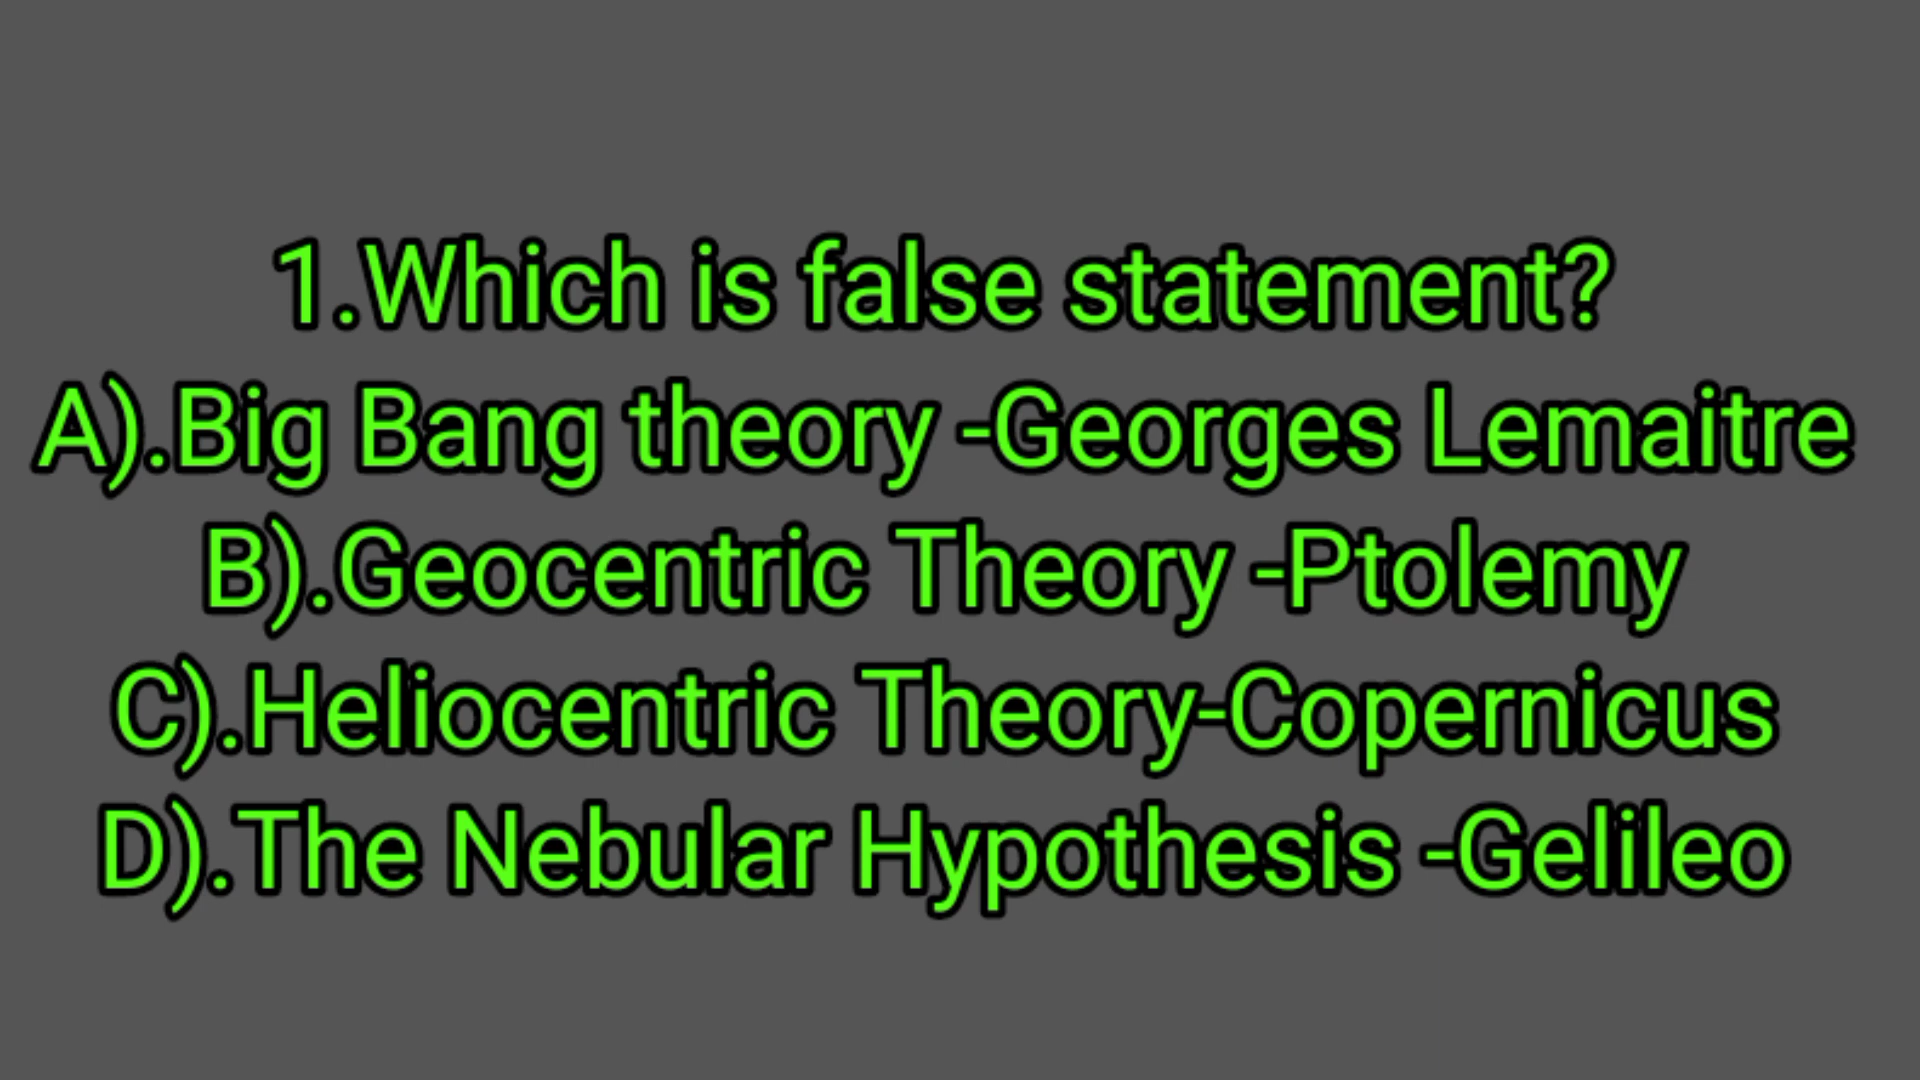 1.Which is false statement?
A).Big Bang theory -Georges Lemaitre
B).Geocentric Theory -Ptolemy
C).Heliocentric Theory-Copernicus
D).The Nebular Hypothesis -Gelileo